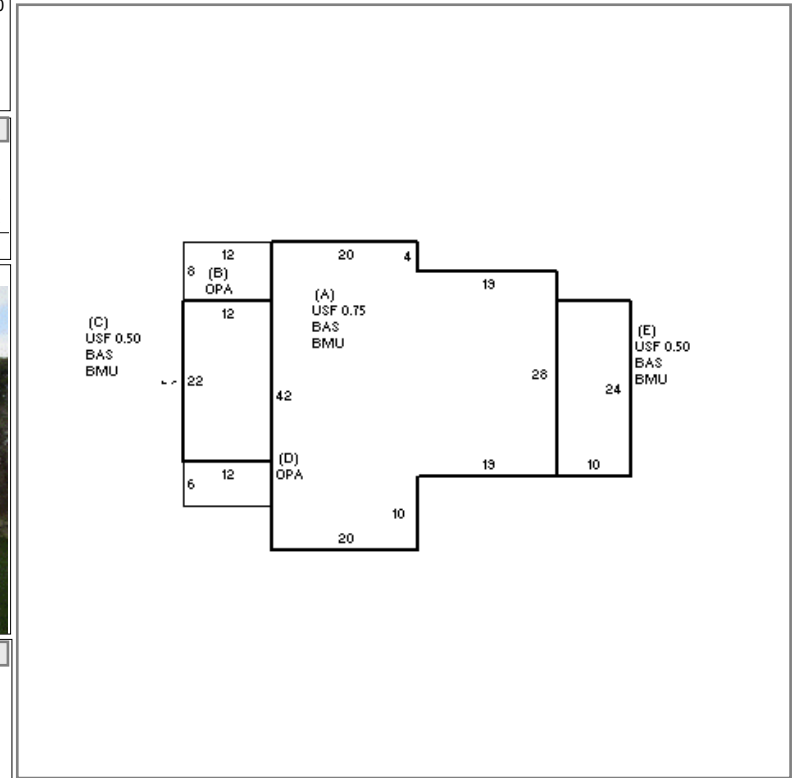 12
20
4
8
(B)
OPA
19
12
(A)
USF 0.75
BAS
BMU
(C)
USF 0.50
BAS
BMU
22
42
28
24
(E)
USF 0.50
BAS
BMU
(D)
OPA
12
6
19
10
10
20